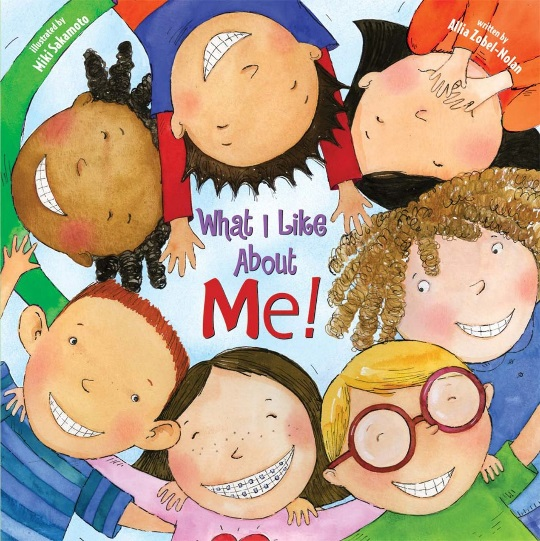 illustrated by
Miki Sakamoto
written by
Allia Zobel-Nolan
What I Like
About
Me!